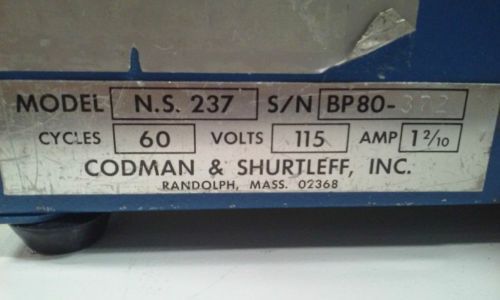 MODEL N.S. 237 S/N BP80-
CYCLES 60 VOLTS 115 AMP 1 2/10
CODMAN & SHURTLEFF, INC.
RANDOLPH, MASS. 02368